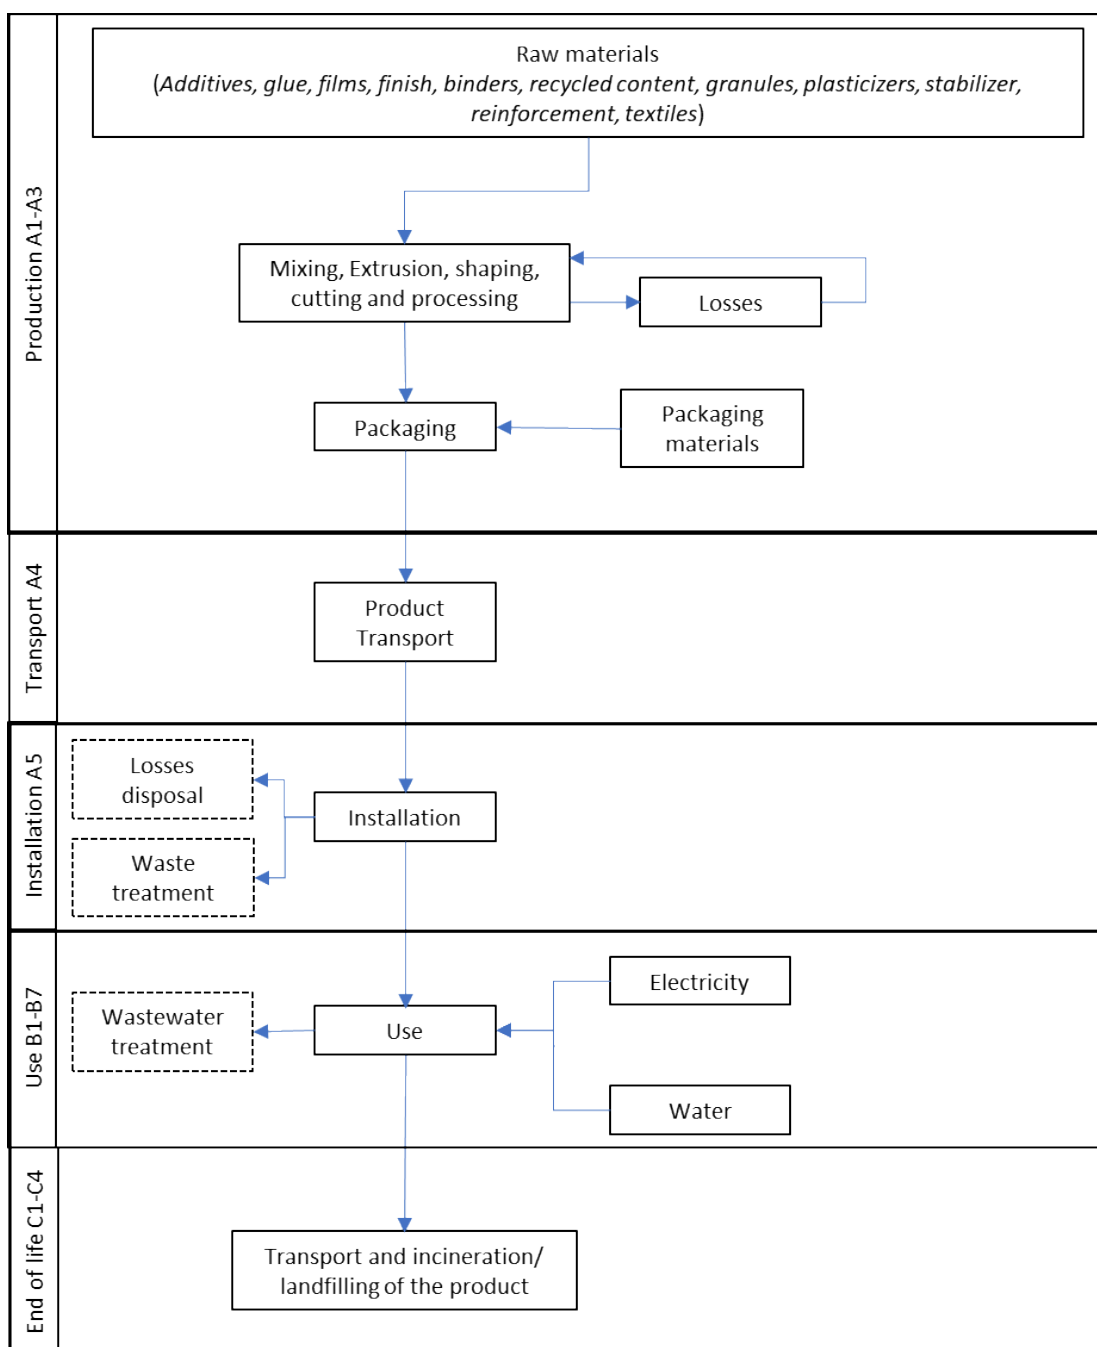 Production A1-A3
Raw materials
(Additives, glue, films, finish, binders, recycled content, granules, plasticizers, stabilizer,
reinforcement, textiles)
Mixing, Extrusion, shaping,
cutting and processing
Losses
Packaging
Packaging
materials
Transport A4
Product
Transport
Installation A5
Losses
disposal
Installation
Waste
treatment
Use B1-B7
Electricity
Wastewater
treatment
Use
Water
End of life C1-C4
Transport and incineration/
landfilling of the product